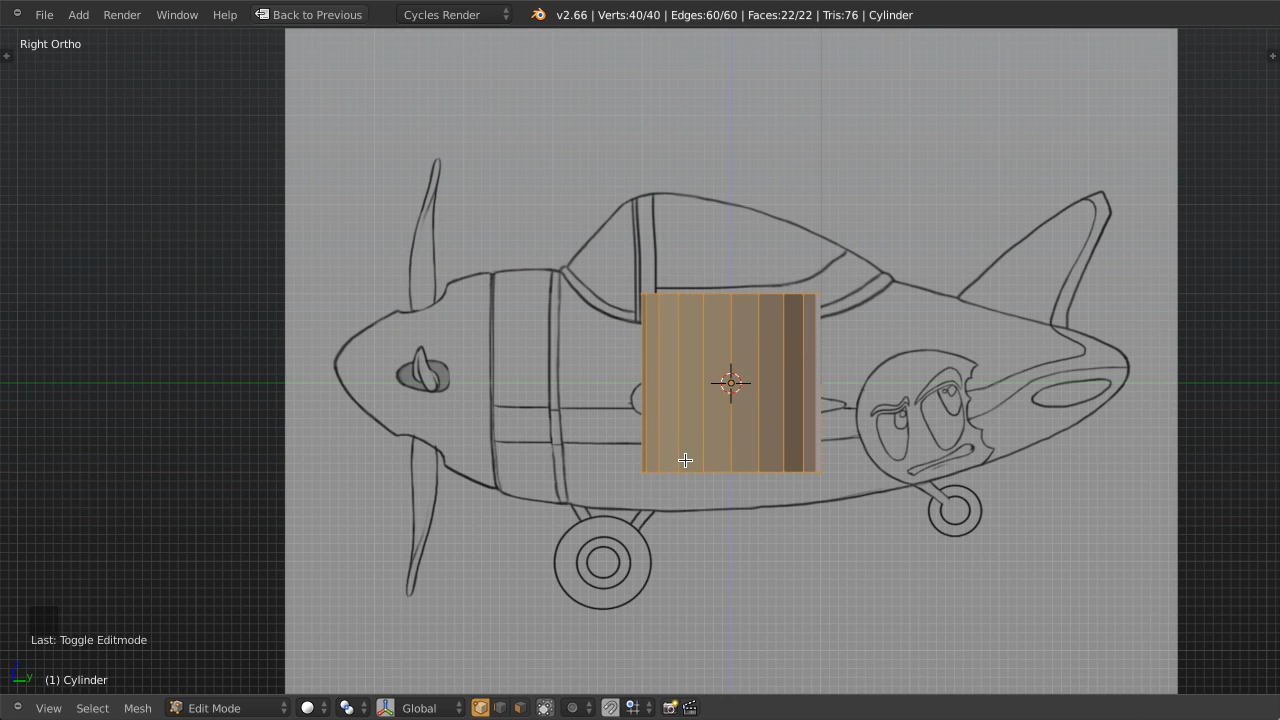 File Add Render Window Help Back to Previous Cycles Render v2.66 | Verts:40/40 | Edges:60/60 | Faces:22/22 | Tris:76 | Cylinder
Right Ortho
Last: Toggle Editmode
y (1) Cylinder
View Select Mesh Edit Mode Global